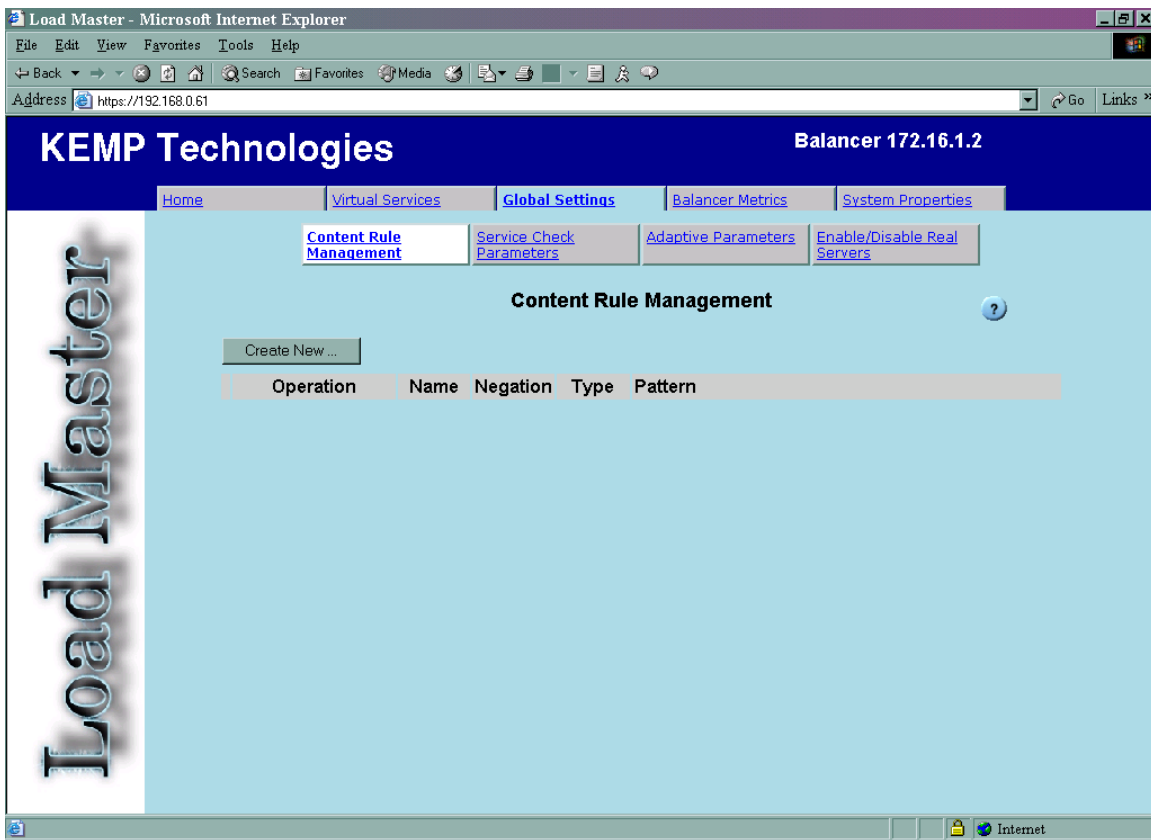 Load Master - Microsoft Internet Explorer
File Edit View Favorites Tools Help
Back Search Favorites Media
Address https://192.168.0.61 Go Links »
KEMP Technologies
Balancer 172.16.1.2
Home Virtual Services Global Settings Balancer Metrics System Properties
Content Rule
Management
Service Check
Parameters
Adaptive Parameters
Enable/Disable Real
Servers
Content Rule Management
?
Create New ...
Operation Name Negation Type Pattern
Load Master
Internet